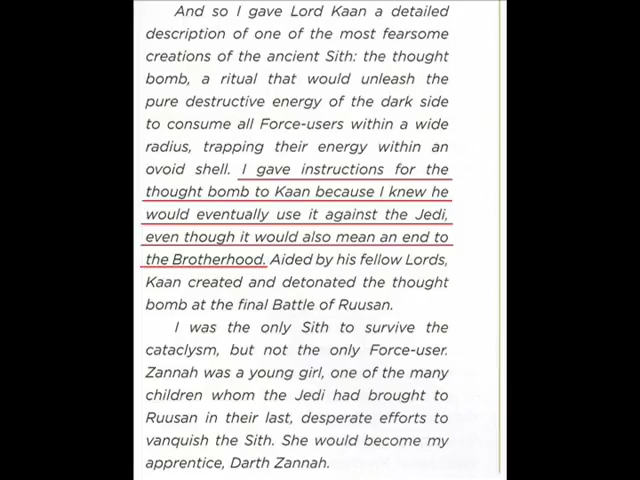 And so I gave Lord Kaan a detailed
description of one of the most fearsome
creations of the ancient Sith: the thought
bomb, a ritual that would unleash the
pure destructive energy of the dark side
to consume all Force-users within a wide
radius, trapping their energy within an
ovoid shell. I gave instructions for the
thought bomb to Kaan because I knew he
would eventually use it against the Jedi,
even though it would also mean an end to
the Brotherhood. Aided by his fellow Lords,
Kaan created and detonated the thought
bomb at the final Battle of Ruusan.
I was the only Sith to survive the
cataclysm, but not the only Force-user.
Zannah was a young girl, one of the many
children whom the Jedi had brought to
Ruusan in their last, desperate efforts to
vanquish the Sith. She would become my
apprentice, Darth Zannah.